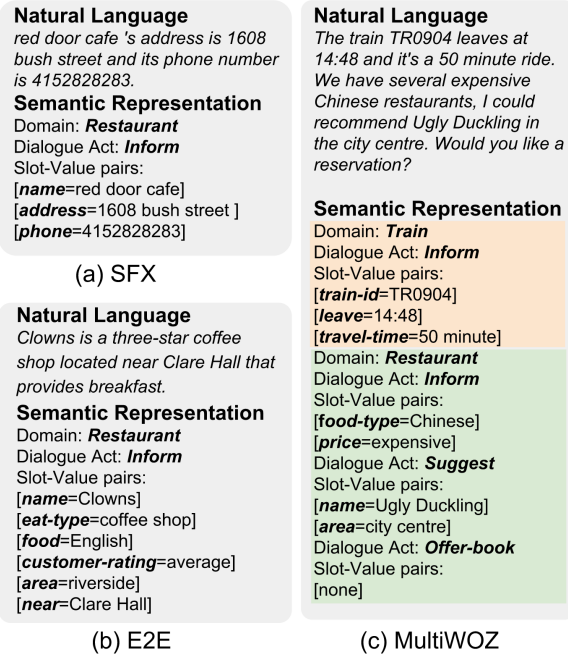 Natural Language
red door cafe 's address is 1608
bush street and its phone number
is 4152828283.
Semantic Representation
Domain: Restaurant
Dialogue Act: Inform
Slot-Value pairs:
[name=red door cafe]
[address=1608 bush street ]
[phone=4152828283]
(a) SFX
Natural Language
Clowns is a three-star coffee
shop located near Clare Hall that
provides breakfast.
Semantic Representation
Domain: Restaurant
Dialogue Act: Inform
Slot-Value pairs:
[name=Clowns]
[eat-type=coffee shop]
[food=English]
[customer-rating=average]
[area=riverside]
[near=Clare Hall]
(b) E2E
Natural Language
The train TR0904 leaves at
14:48 and it's a 50 minute ride.
We have several expensive
Chinese restaurants, I could
recommend Ugly Duckling in
the city centre. Would you like a
reservation?
Semantic Representation
Domain: Train
Dialogue Act: Inform
Slot-Value pairs:
[train-id=TR0904]
[leave=14:48]
[travel-time=50 minute]
Domain: Restaurant
Dialogue Act: Inform
Slot-Value pairs:
[food-type=Chinese]
[price=expensive]
Dialogue Act: Suggest
Slot-Value pairs:
[name=Ugly Duckling]
[area=city centre]
Dialogue Act: Offer-book
Slot-Value pairs:
[none]
(c) MultiWOZ